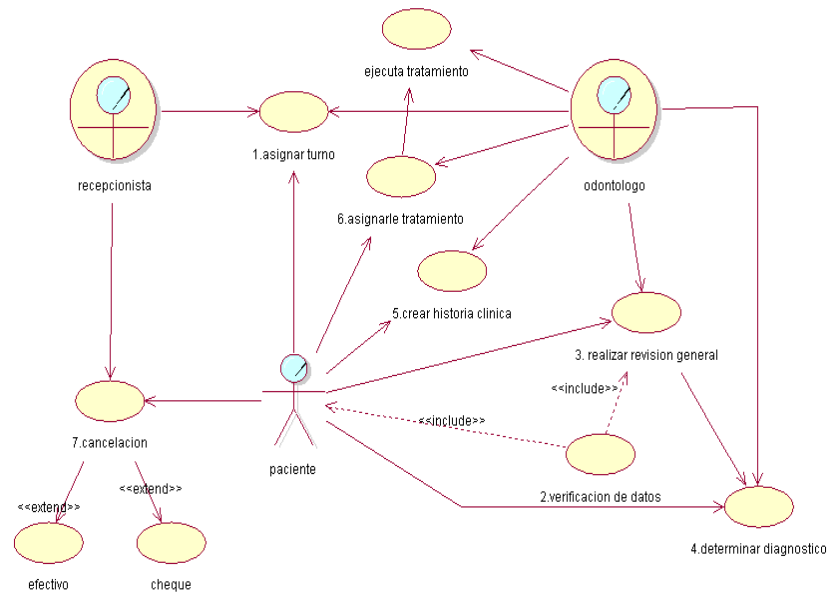 ejecuta tratamiento
1.asignar turno
recepcionista
odontologo
6.asignarle tratamiento
5.crear historia clinica
3. realizar revision general
<<include>>
<<include>>
7.cancelacion
paciente
2.verificacion de datos
<<extend>>
<<extend>>
4.determinar diagnostico
efectivo
cheque